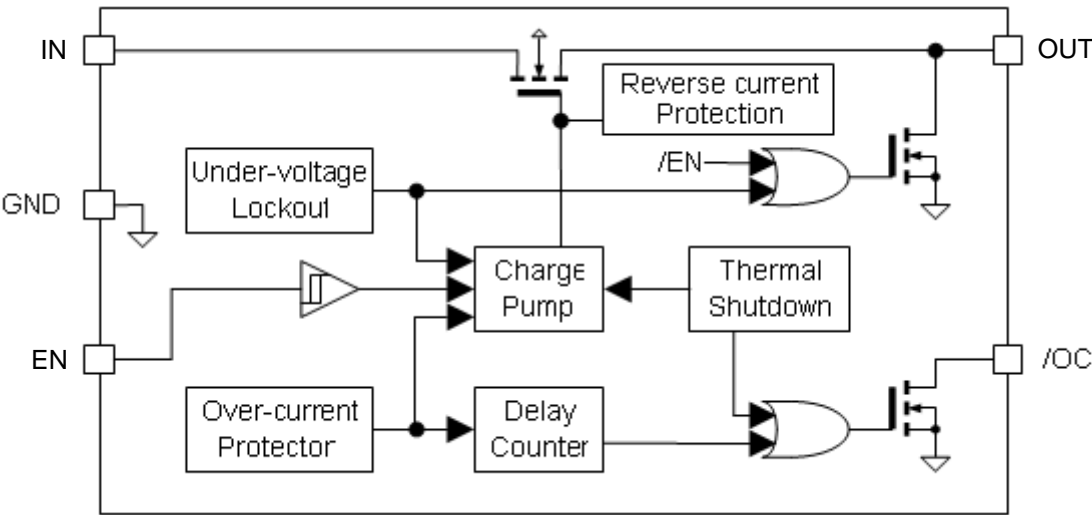 IN
OUT
Reverse current
Protection
/EN
Under-voltage
Lockout
GND
Charge
Pump
Thermal
Shutdown
EN
/OC
Over-current
Protector
Delay
Counter